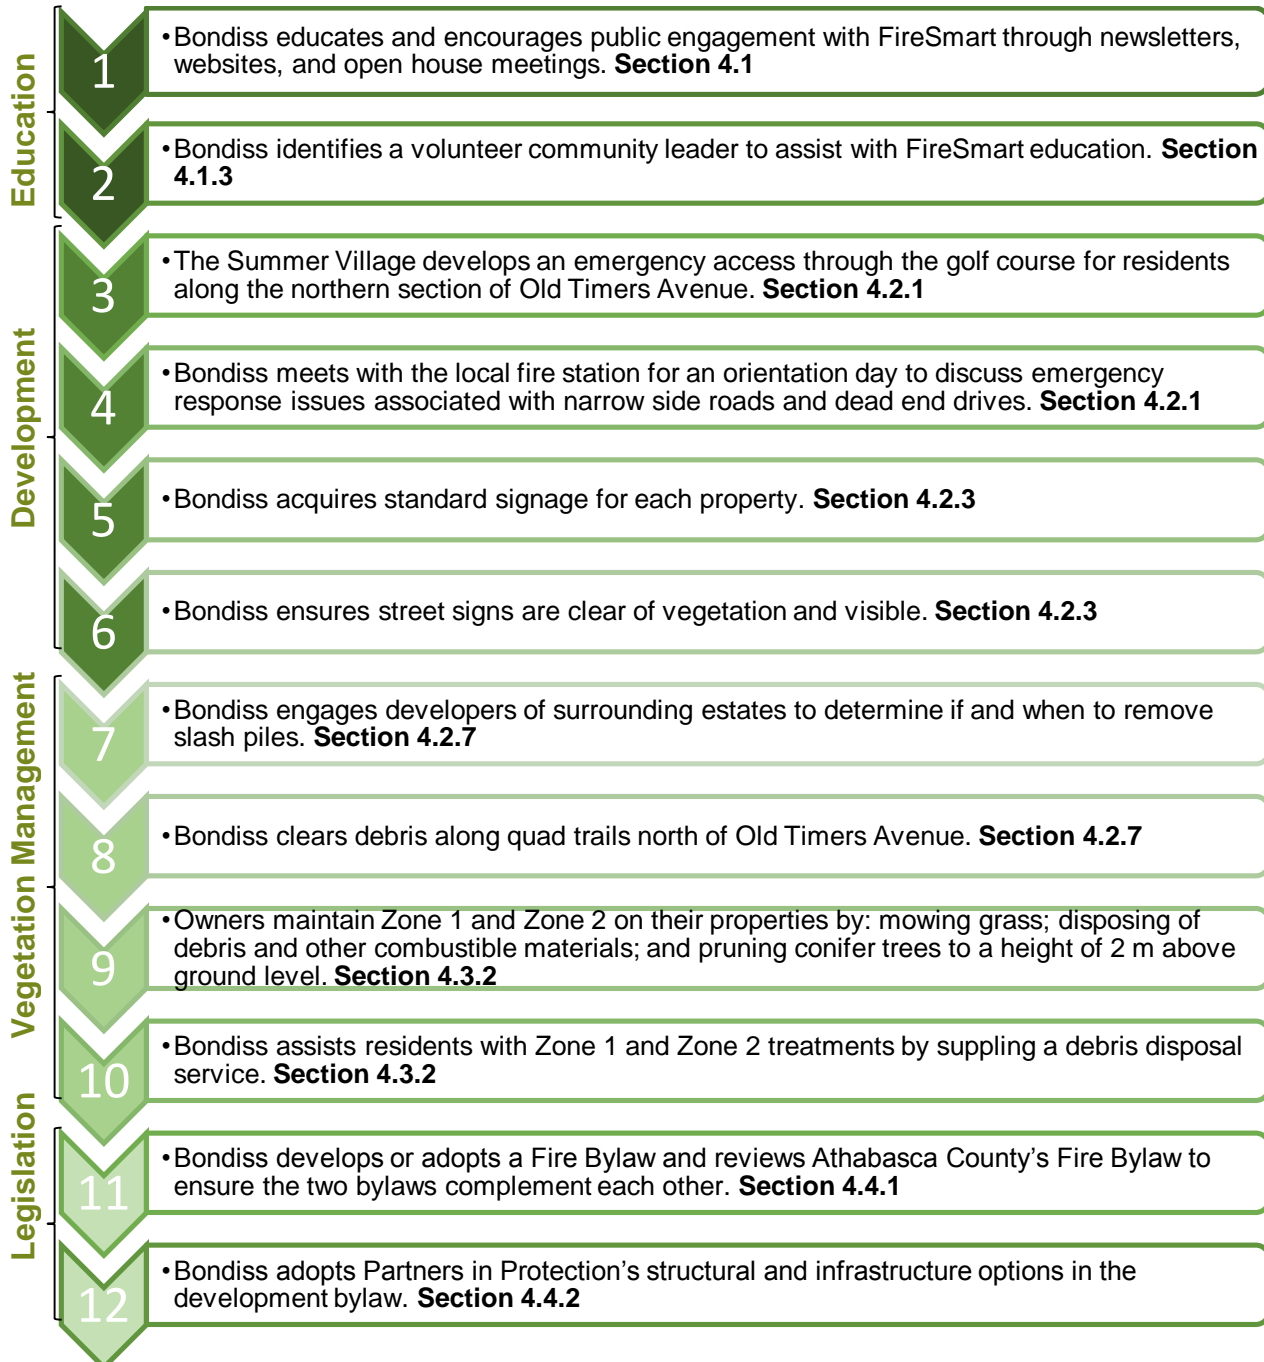 Education
1
•Bondiss educates and encourages public engagement with FireSmart through newsletters,
websites, and open house meetings. Section 4.1
2
•Bondiss identifies a volunteer community leader to assist with FireSmart education. Section
4.1.3
Development
3
•The Summer Village develops an emergency access through the golf course for residents
along the northern section of Old Timers Avenue. Section 4.2.1
4
•Bondiss meets with the local fire station for an orientation day to discuss emergency
response issues associated with narrow side roads and dead end drives. Section 4.2.1
5
•Bondiss acquires standard signage for each property. Section 4.2.3
6
•Bondiss ensures street signs are clear of vegetation and visible. Section 4.2.3
Vegetation Management
7
•Bondiss engages developers of surrounding estates to determine if and when to remove
slash piles. Section 4.2.7
8
•Bondiss clears debris along quad trails north of Old Timers Avenue. Section 4.2.7
9
•Owners maintain Zone 1 and Zone 2 on their properties by: mowing grass; disposing of
debris and other combustible materials; and pruning conifer trees to a height of 2 m above
ground level. Section 4.3.2
10
•Bondiss assists residents with Zone 1 and Zone 2 treatments by suppling a debris disposal
service. Section 4.3.2
Legislation
11
•Bondiss develops or adopts a Fire Bylaw and reviews Athabasca County's Fire Bylaw to
ensure the two bylaws complement each other. Section 4.4.1
12
•Bondiss adopts Partners in Protection's structural and infrastructure options in the
development bylaw. Section 4.4.2